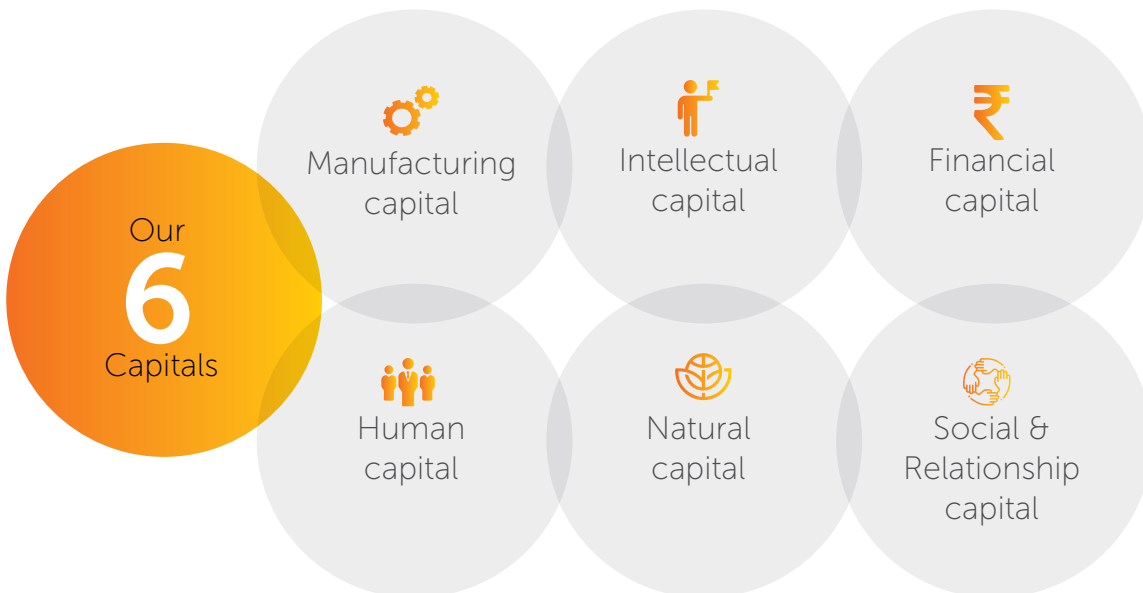 Our
6
Capitals
Manufacturing
capital
Intellectual
capital
₹
Financial
capital
Human
capital
Natural
capital
Social &
Relationship
capital